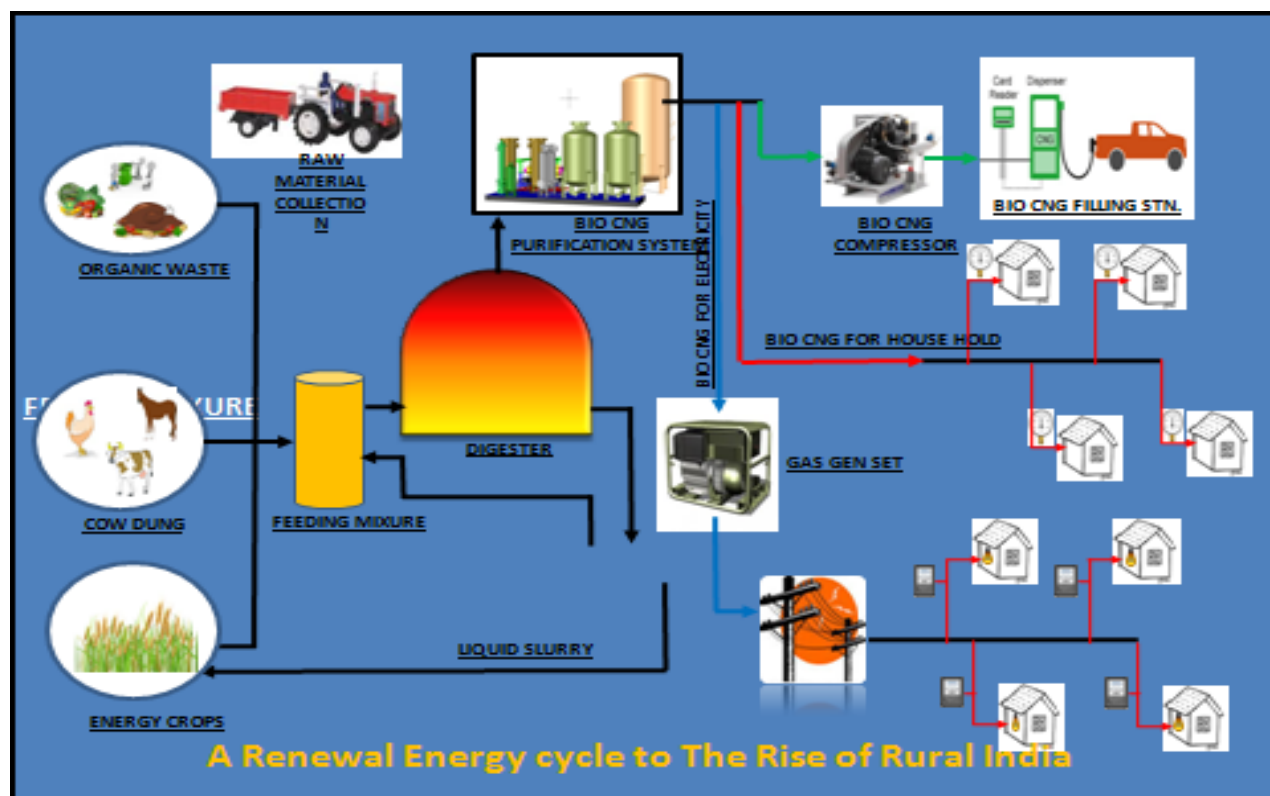 RAW
MATERIAL
COLLECTIO
N
ORGANIC WASTE
BIO CNG
PURIFICATION SYSTEM
BIO CNG FOR ELECTRICITY
BIO CNG
COMPRESSOR
Card
Reader
Dispenser
CNG
BIO CNG FILLING STN.
BIO CNG FOR HOUSE HOLD
XURE
COW DUNG
FEEDING MIXURE
DIGESTER
GAS GEN SET
LIQUID SLURRY
ENERGY CROPS
A Renewal Energy cycle to The Rise of Rural India